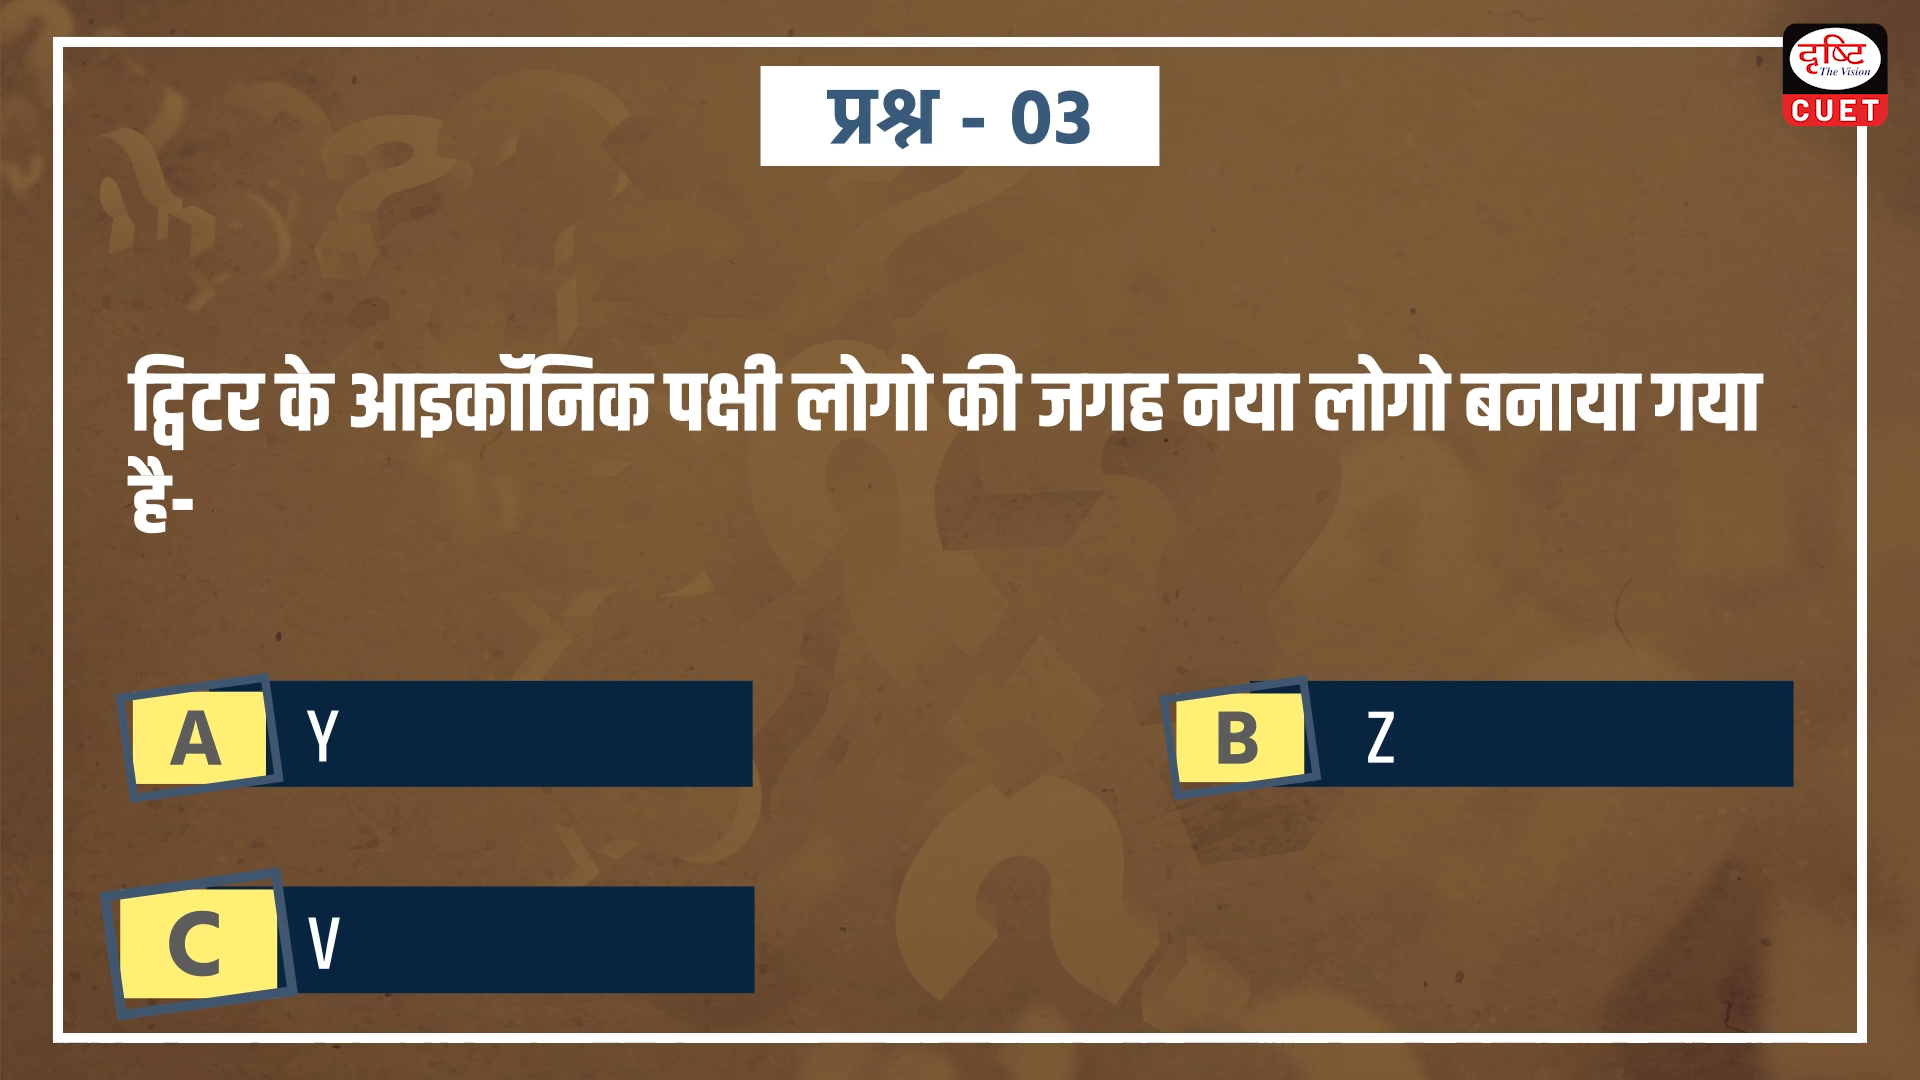 दृष्टि
The Vision
CUET
प्रश्न - 03
ट्विटर के आइकॉनिक पक्षी लोगो की जगह नया लोगो बनाया गया
है-
A Y
B Z
C V